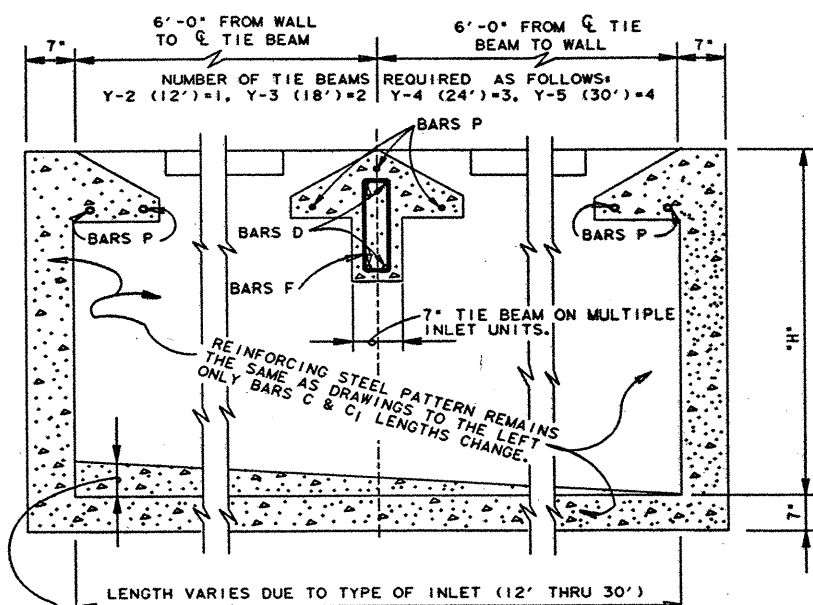 6'-0" FROM WALL
TO ℄ TIE BEAM
6'-0" FROM ℄ TIE
BEAM TO WALL
7"
7"
NUMBER OF TIE BEAMS REQUIRED AS FOLLOWS:
Y-2 (12')=1, Y-3 (18')=2 Y-4 (24')=3, Y-5 (30')=4
BARS P
BARS P
BARS D
BARS P
BARS F
7" TIE BEAM ON MULTIPLE
INLET UNITS.
"H"
REINFORCING STEEL PATTERN REMAINS
THE SAME AS DRAWINGS TO THE LEFT
ONLY BARS C & C₁ LENGTHS CHANGE.
7"
LENGTH VARIES DUE TO TYPE OF INLET (12' THRU 30')